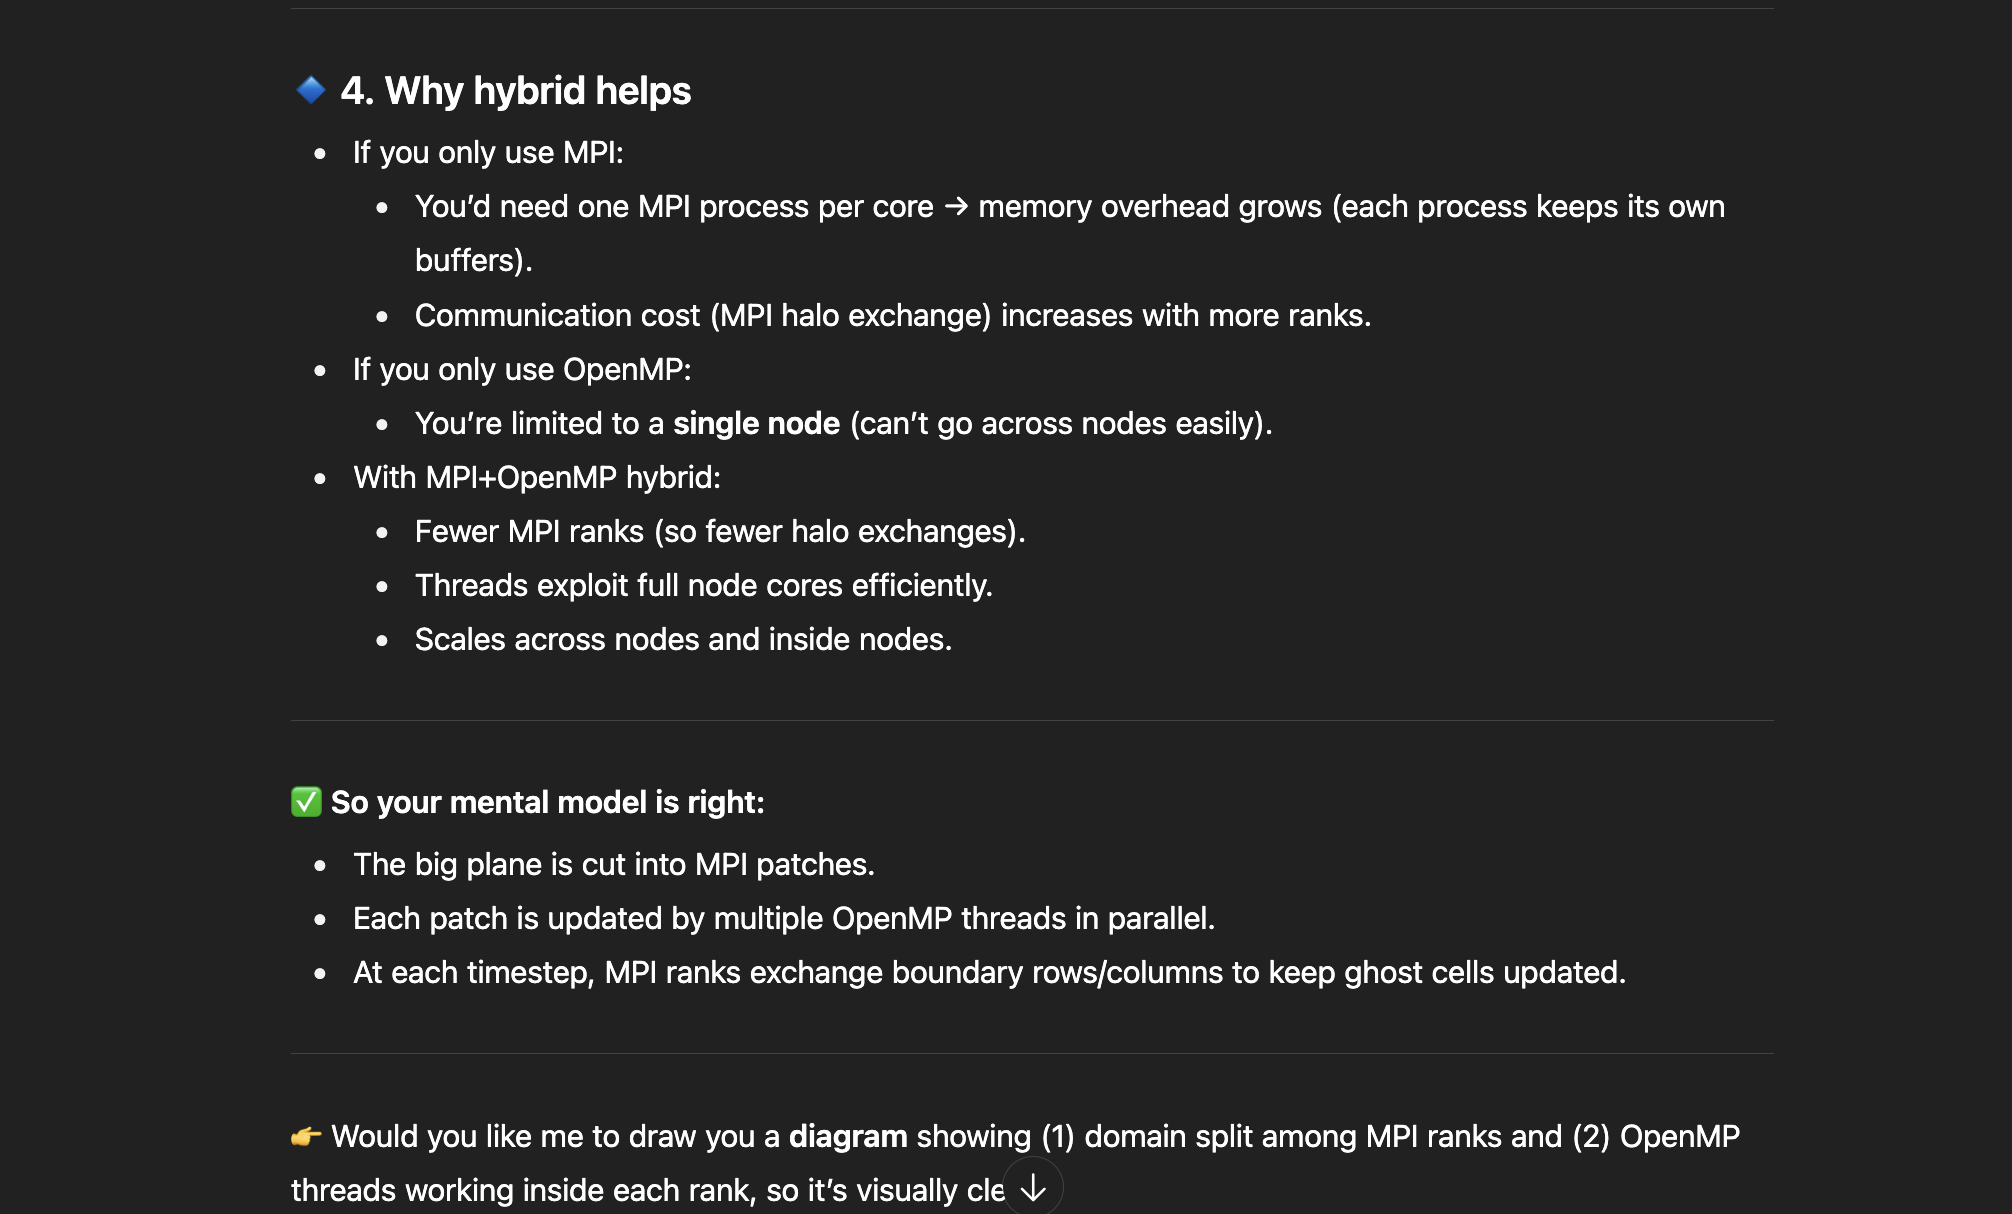 🔷 4. Why hybrid helps
• If you only use MPI:
• You’d need one MPI process per core → memory overhead grows (each process keeps its own
buffers).
• Communication cost (MPI halo exchange) increases with more ranks.
• If you only use OpenMP:
• You’re limited to a single node (can’t go across nodes easily).
• With MPI+OpenMP hybrid:
• Fewer MPI ranks (so fewer halo exchanges).
• Threads exploit full node cores efficiently.
• Scales across nodes and inside nodes.
✅ So your mental model is right:
• The big plane is cut into MPI patches.
• Each patch is updated by multiple OpenMP threads in parallel.
• At each timestep, MPI ranks exchange boundary rows/columns to keep ghost cells updated.
👉 Would you like me to draw you a diagram showing (1) domain split among MPI ranks and (2) OpenMP
threads working inside each rank, so it’s visually cle